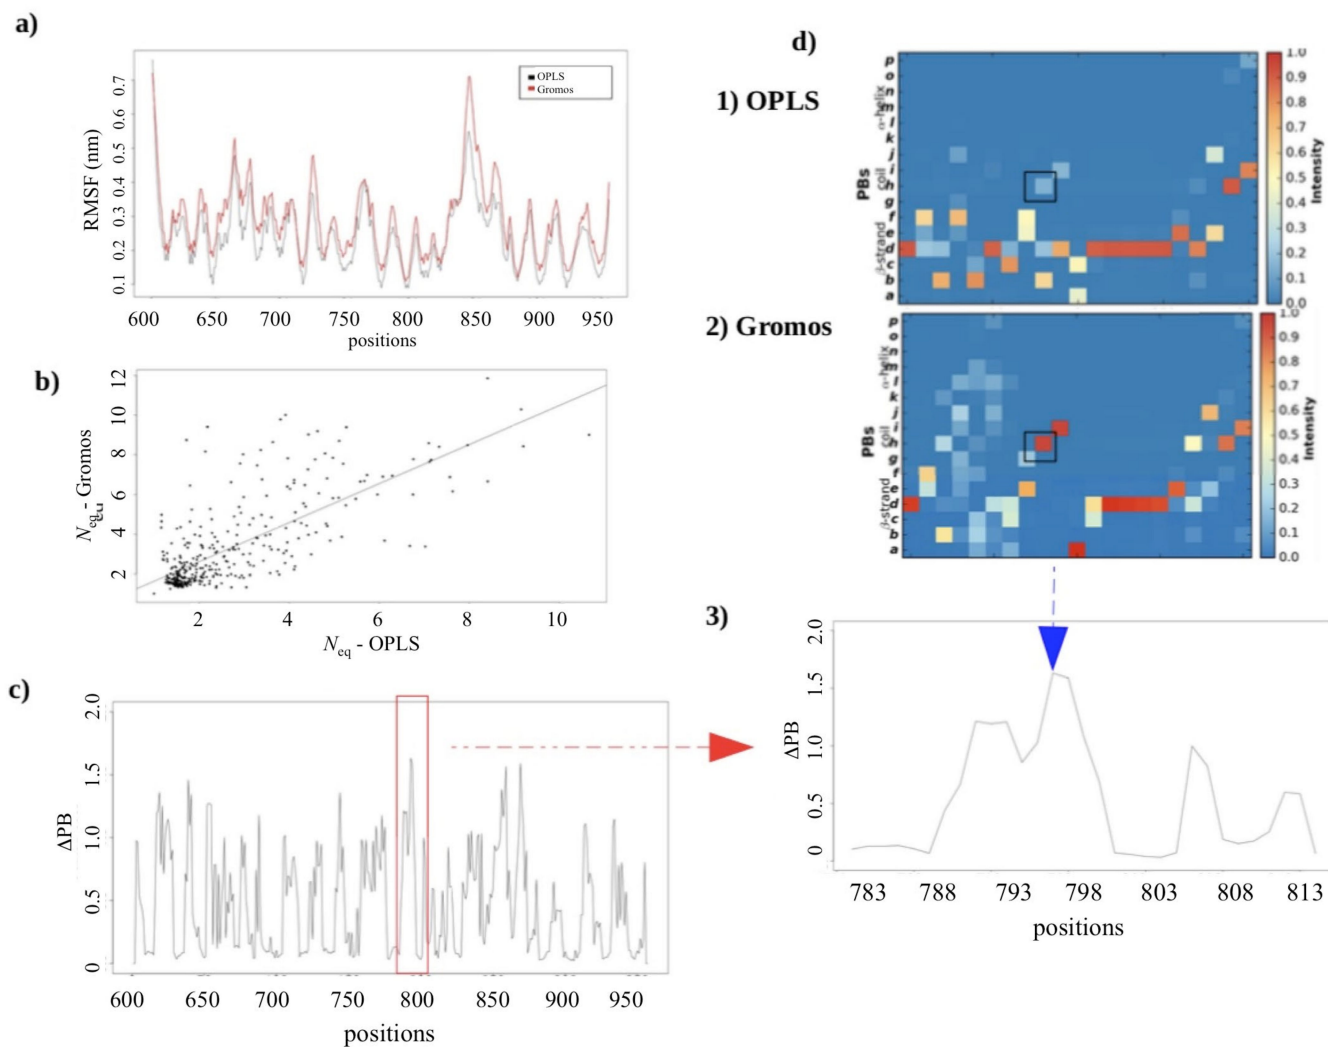 a)
RMSF (nm)
0.7
0.6
0.5
0.4
0.3
0.2
0.1
OPLS
Gromos
600 650 700 750 800 850 900 950
positions
b)
N_eq - Gromos
12
10
8
6
4
2
2 4 6 8 10
N_eq - OPLS
c)
ΔPB
2.0
1.5
1.0
0.5
0
600 650 700 750 800 850 900 950
positions
d)
1) OPLS
PBs
α-helix
coil
β-strand
p
o
n
m
l
k
j
i
h
g
f
e
d
c
b
a
1.0
0.9
0.8
0.7
0.6
0.5
0.4
0.3
0.2
0.1
0.0
Intensity
2) Gromos
PBs
α-helix
coil
β-strand
p
o
n
m
l
k
j
i
h
g
f
e
d
c
b
a
1.0
0.9
0.8
0.7
0.6
0.5
0.4
0.3
0.2
0.1
0.0
Intensity
3)
ΔPB
2.0
1.5
1.0
0.5
0
783 788 793 798 803 808 813
positions